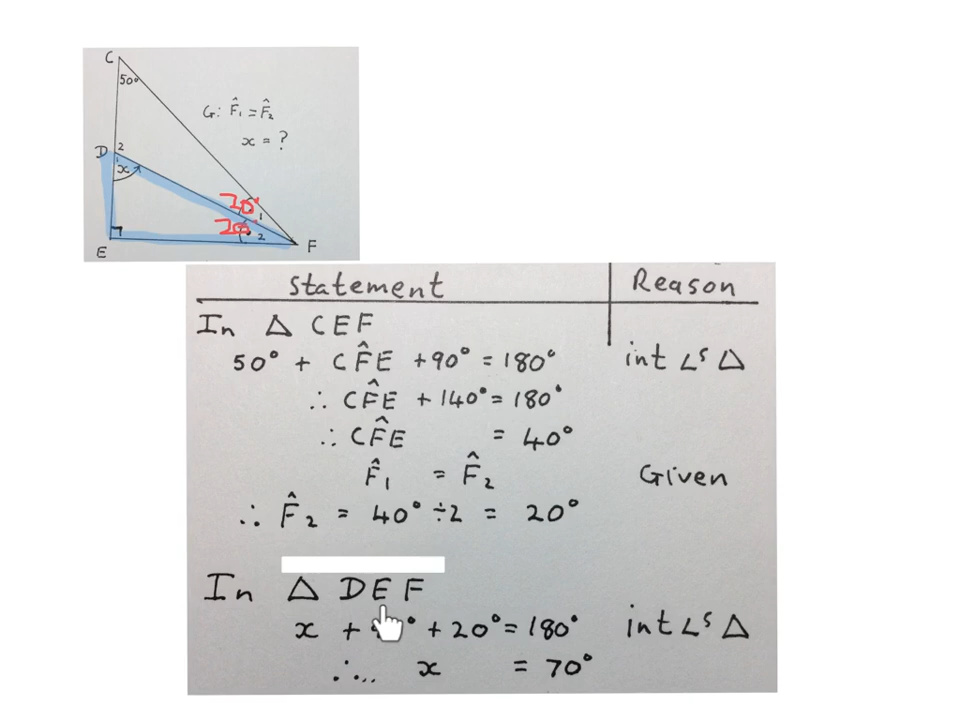 C
50°
G: F̂₁ = F̂₂
x = ?
D 2
1
x
20°
1
20°
2
E
F
Statement Reason
In △ CEF
50° + CF̂E + 90° = 180° int ∠ˢ △
∴ CF̂E + 140° = 180°
∴ CF̂E = 40°
F̂₁ = F̂₂ Given
∴ F̂₂ = 40° ÷ 2 = 20°
In △ DEF
x + ° + 20° = 180° int ∠ˢ △
∴... x = 70°